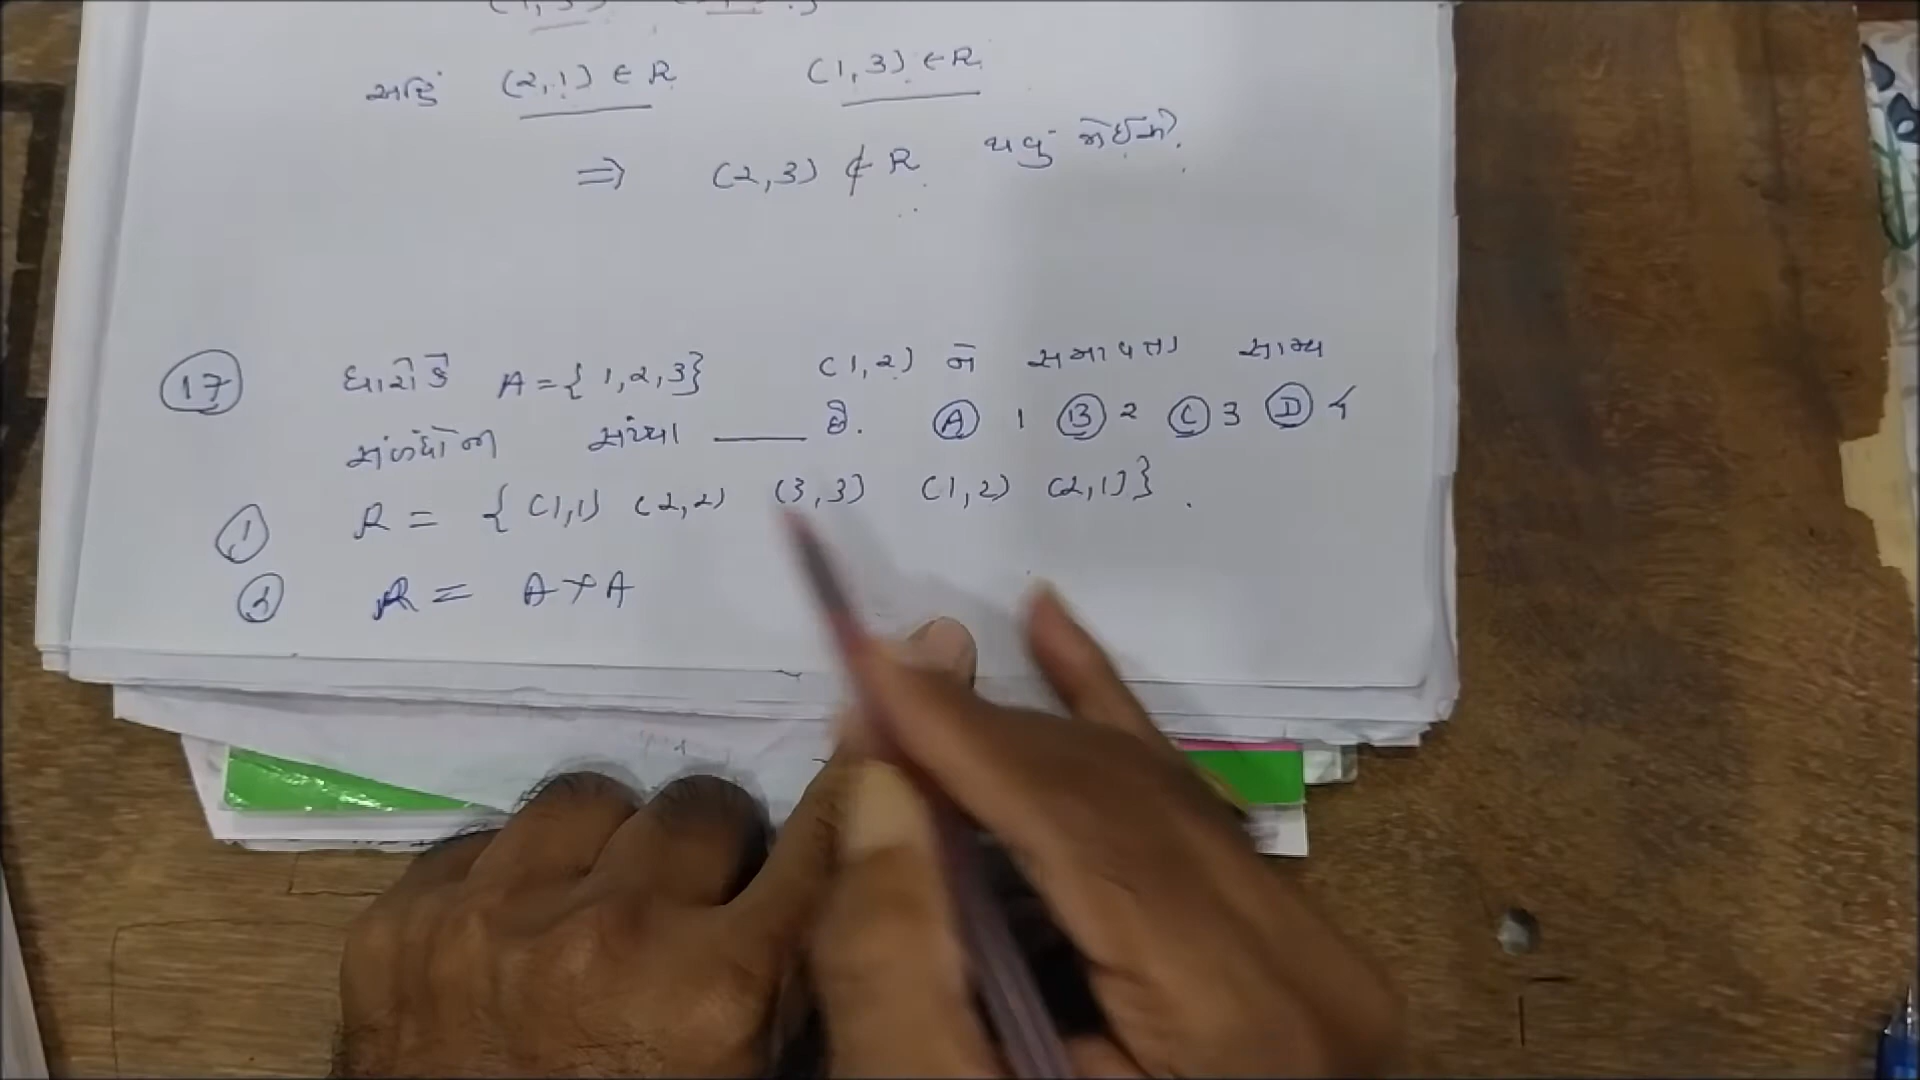 અહિં (2,1) ∈ R (1,3) ∈ R.
⇒ (2,3) ∉ R. થવું જોઈએ.
(17) ધારોકે A = { 1,2,3} (1,2) ને સમાવતા સામ્ય
સંબંધોની સંખ્યા ____ છે. (A) 1 (B) 2 (C) 3 (D) 4
(1) R = { (1,1) (2,2) (3,3) (1,2) (2,1)}.
(2) R = A × A